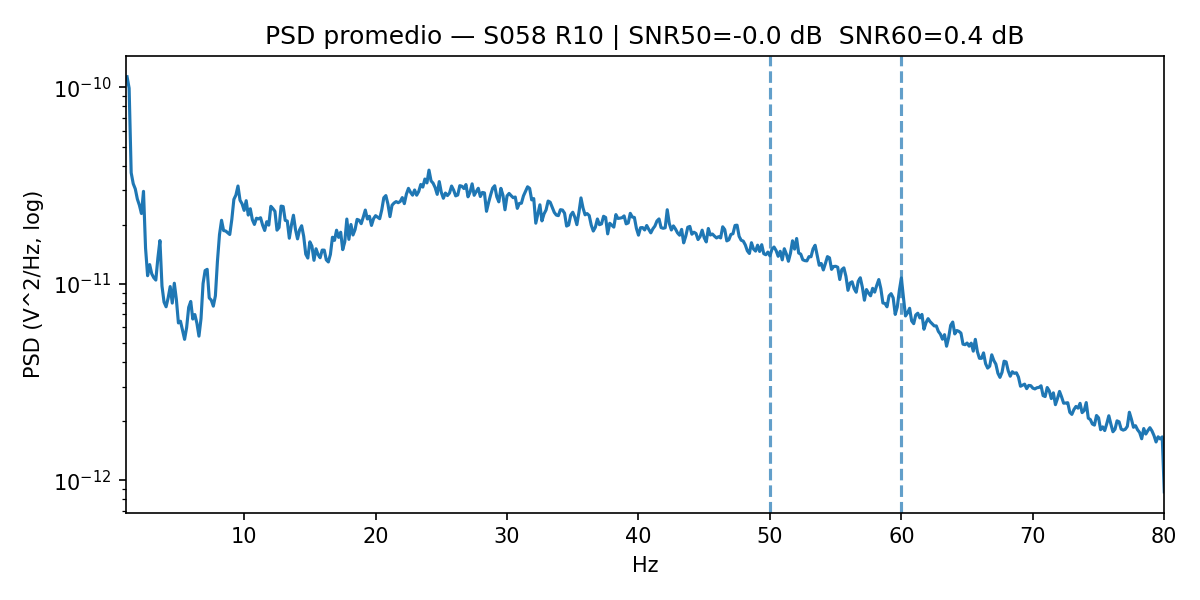 PSD promedio — S058 R10 | SNR50=-0.0 dB  SNR60=0.4 dB
PSD (V^2/Hz, log)
10⁻¹⁰
10⁻¹¹
10⁻¹²
10 20 30 40 50 60 70 80
Hz